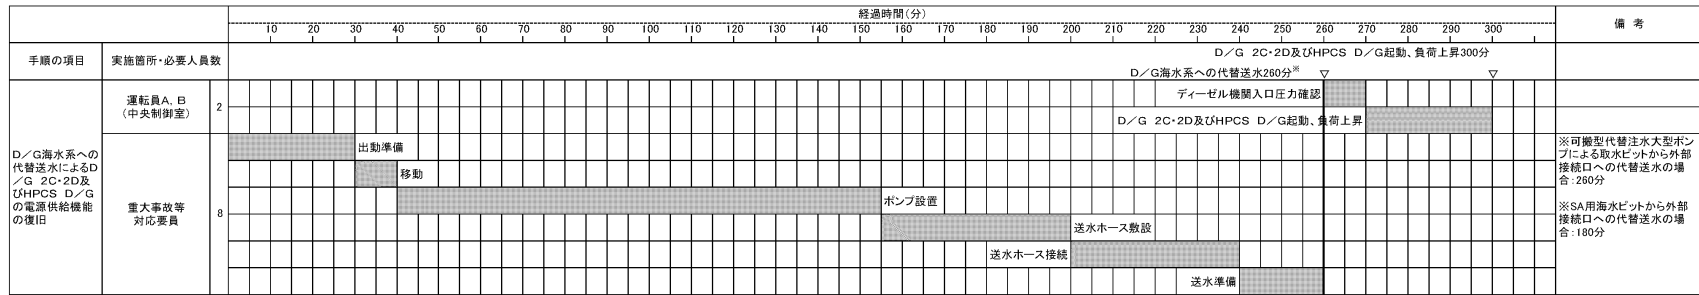 経過時間(分)
備 考
10 20 30 40 50 60 70 80 90 100 110 120 130 140 150 160 170 180 190 200 210 220 230 240 250 260 270 280 290 300
手順の項目
実施箇所・必要人員数
D/G 2C・2D及びHPCS D/G起動、負荷上昇300分
D/G海水系への代替送水260分※
D/G海水系への
代替送水によるD
/G 2C・2D及
びHPCS D/G
の電源供給機能
の復旧
運転員A,B
(中央制御室)
2
ディーゼル機関入口圧力確認
D/G 2C・2D及びHPCS D/G起動、負荷上昇
重大事故等
対応要員
8
出動準備
移動
ポンプ設置
送水ホース敷設
送水ホース接続
送水準備
※可搬型代替注水大型ポン
プによる取水ピットから外部
接続口への代替送水の場
合:260分
※SA用海水ピットから外部
接続口への代替送水の場
合:180分